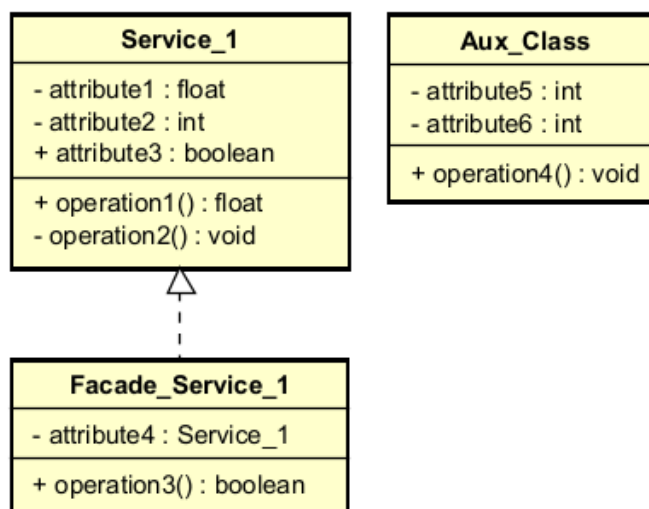 Service_1
- attribute1 : float
- attribute2 : int
+ attribute3 : boolean
+ operation1() : float
- operation2() : void
Aux_Class
- attribute5 : int
- attribute6 : int
+ operation4() : void
Facade_Service_1
- attribute4 : Service_1
+ operation3() : boolean